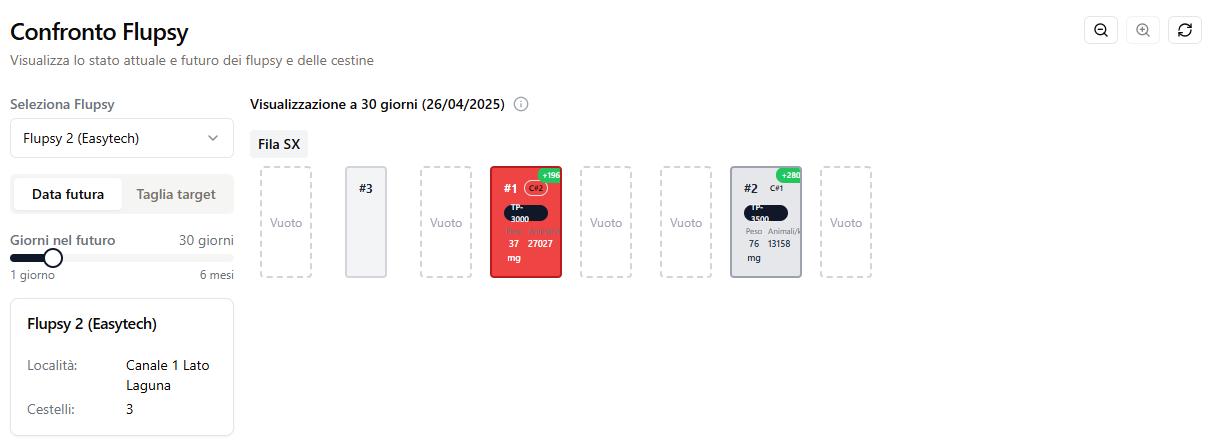 Confronto Flupsy
Visualizza lo stato attuale e futuro dei flupsy e delle cestine
Seleziona Flupsy
Flupsy 2 (Easytech)
Data futura
Taglia target
Giorni nel futuro
30 giorni
1 giorno
6 mesi
Flupsy 2 (Easytech)
Località:
Canale 1 Lato
Laguna
Cestelli:
3
Visualizzazione a 30 giorni (26/04/2025)
Fila SX
Vuoto
#3
Vuoto
+196
#1
C#2
TP-
3000
Peso
37
mg
27027
Vuoto
Vuoto
+280
#2
C#1
TP-
3500
Peso
Animali/k
76
mg
13158
Vuoto